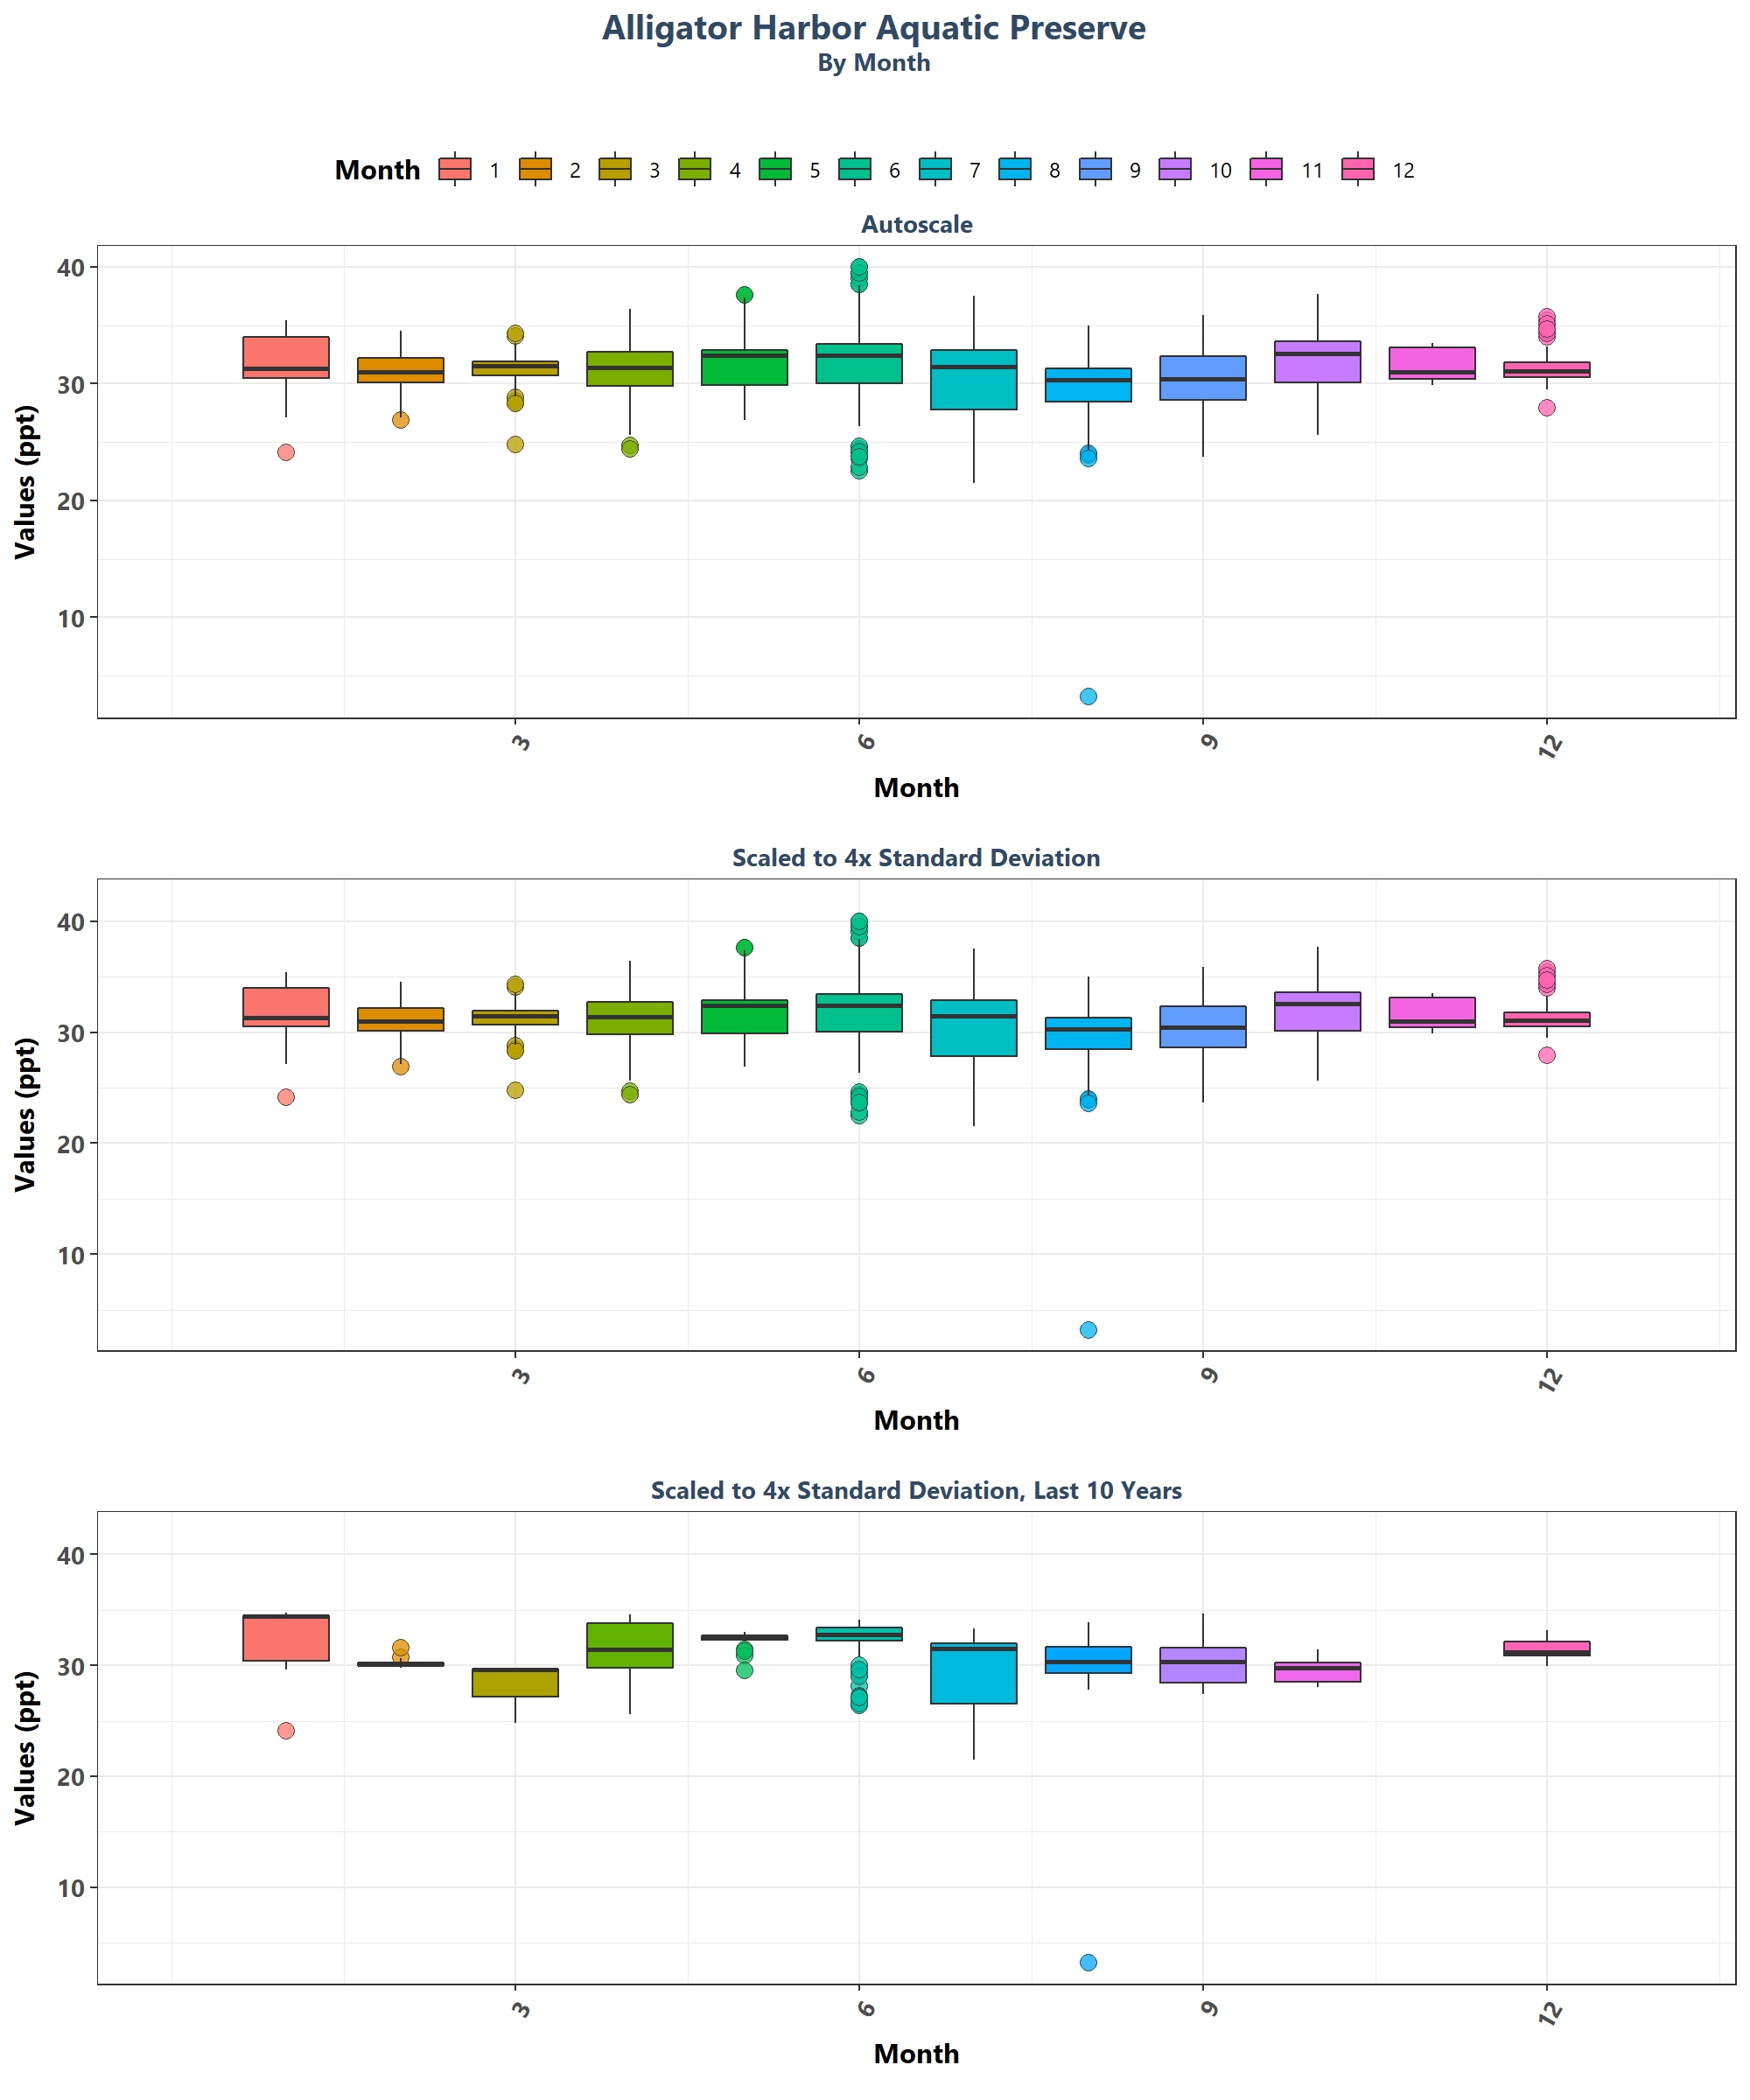 Alligator Harbor Aquatic Preserve
By Month
Month 1 2 3 4 5 6 7 8 9 10 11 12
Autoscale
Values (ppt)
40
30
20
10
3 6 9 12
Month
Scaled to 4x Standard Deviation
Values (ppt)
40
30
20
10
3 6 9 12
Month
Scaled to 4x Standard Deviation, Last 10 Years
Values (ppt)
40
30
20
10
3 6 9 12
Month